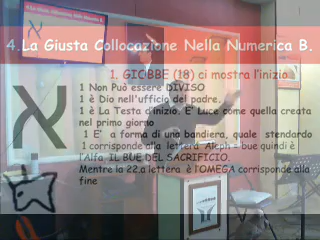 4.La Giusta Collocazione Nella Numerica B.
1. GIOBBE (18) ci mostra l'inizio
1 Non Può essere DIVISO
1 è Dio nell'ufficio del padre.
1 è La Testa d'inizio. E' Luce come quella creata
nel primo giorno
1 E' a forma di una bandiera, quale stendardo
1 corrisponde alla letterà Aleph = bue quindi è
l'Alfa IL BUE DEL SACRIFICIO.
Mentre la 22.a letterà è l'OMEGA corrisponde alla
fine
א